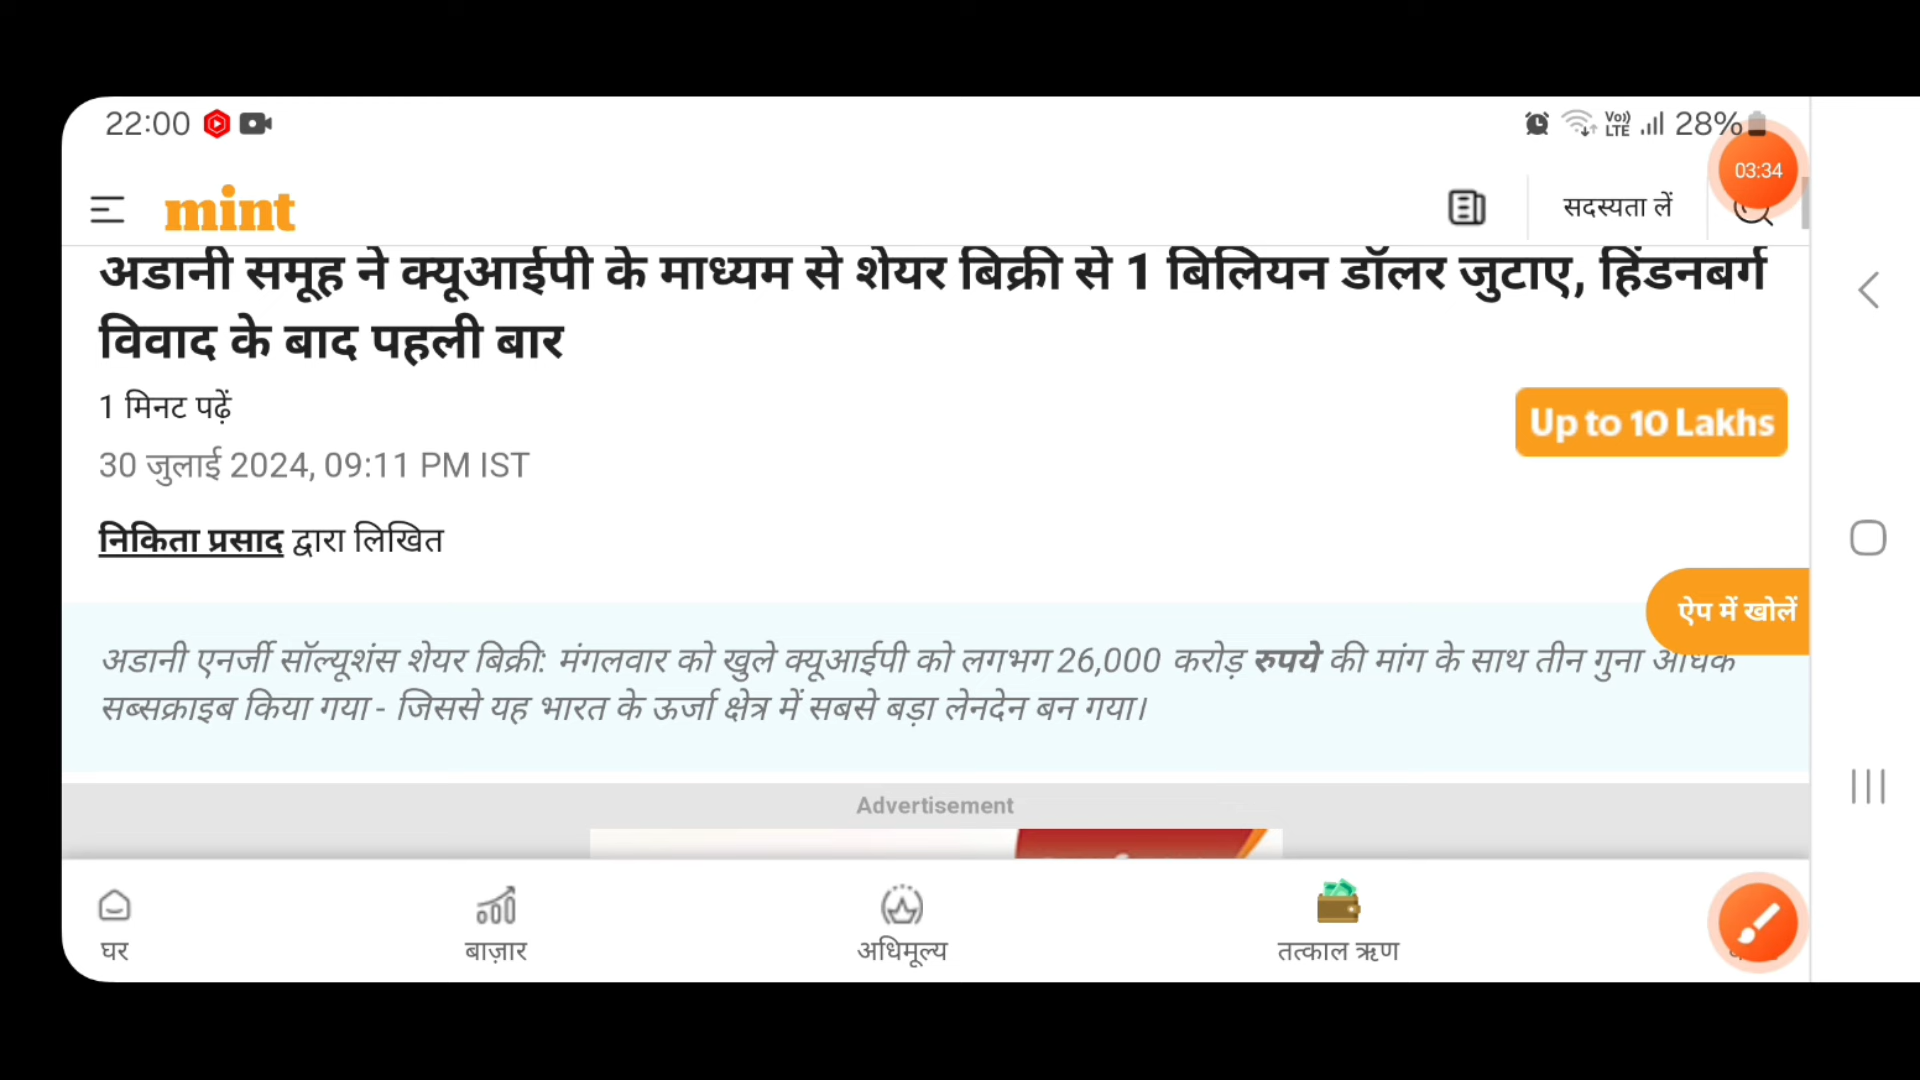 22:00
Vo)) LTE 28%
03:34
mint
सदस्यता लें
अडानी समूह ने क्यूआईपी के माध्यम से शेयर बिक्री से 1 बिलियन डॉलर जुटाए, हिंडनबर्ग
विवाद के बाद पहली बार
1 मिनट पढ़ें
Up to 10 Lakhs
30 जुलाई 2024, 09:11 PM IST
निकिता प्रसाद द्वारा लिखित
ऐप में खोलें
अडानी एनर्जी सॉल्यूशंस शेयर बिक्री: मंगलवार को खुले क्यूआईपी को लगभग 26,000 करोड़ रुपये की मांग के साथ तीन गुना अधिक
सब्सक्राइब किया गया - जिससे यह भारत के ऊर्जा क्षेत्र में सबसे बड़ा लेनदेन बन गया।
Advertisement
घर
बाज़ार
अधिमूल्य
तत्काल ऋण